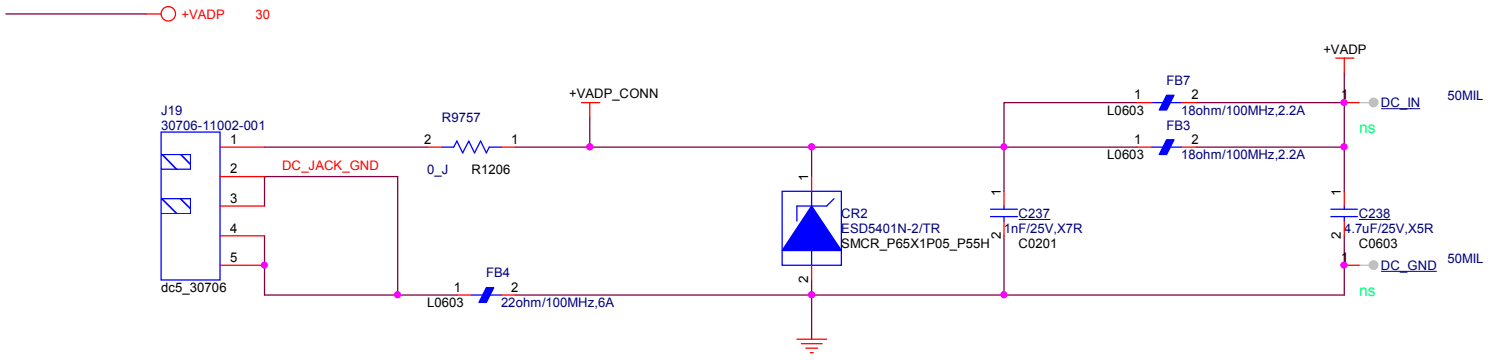 +VADP 30
+VADP
FB7
1 2
L0603 18ohm/100MHz,2.2A
1 DC_IN 50MIL
ns
+VADP_CONN
J19
30706-11002-001
R9757
1 2 1
0_J R1206
FB3
1 2
L0603 18ohm/100MHz,2.2A
2 DC_JACK_GND
3
4
5
dc5_30706
1
CR2
ESD5401N-2/TR
SMCR_P65X1P05_P55H
2
1
C237
1nF/25V,X7R
2 C0201
1
C238
4.7uF/25V,X5R
2 C0603
1 DC_GND 50MIL
ns
FB4
1 2
L0603 22ohm/100MHz,6A